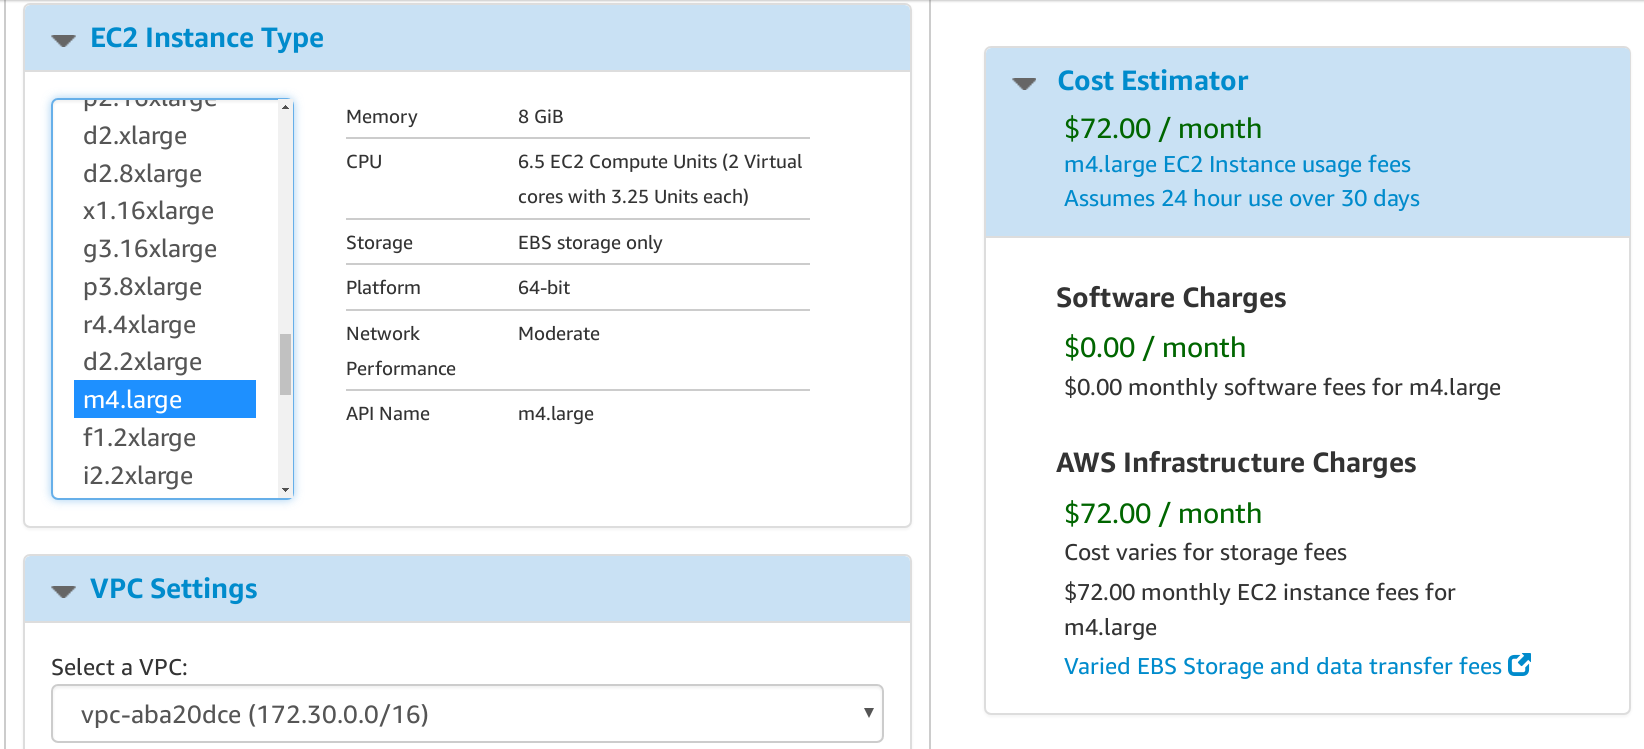 EC2 Instance Type
p2.16xlarge
d2.xlarge
d2.8xlarge
x1.16xlarge
g3.16xlarge
p3.8xlarge
r4.4xlarge
d2.2xlarge
m4.large
f1.2xlarge
i2.2xlarge
Memory 8 GiB
CPU 6.5 EC2 Compute Units (2 Virtual
cores with 3.25 Units each)
Storage EBS storage only
Platform 64-bit
Network Moderate
Performance
API Name m4.large
VPC Settings
Select a VPC:
vpc-aba20dce (172.30.0.0/16)
Cost Estimator
$72.00 / month
m4.large EC2 Instance usage fees
Assumes 24 hour use over 30 days
Software Charges
$0.00 / month
$0.00 monthly software fees for m4.large
AWS Infrastructure Charges
$72.00 / month
Cost varies for storage fees
$72.00 monthly EC2 instance fees for
m4.large
Varied EBS Storage and data transfer fees